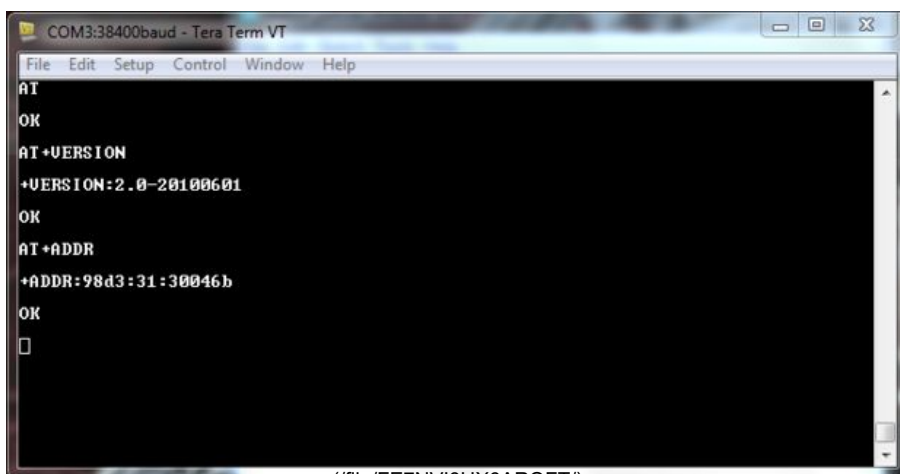 COM3:38400baud - Tera Term VT
File Edit Setup Control Window Help
AT
OK
AT+VERSION
+VERSION:2.0-20100601
OK
AT+ADDR
+ADDR:98d3:31:30046b
OK